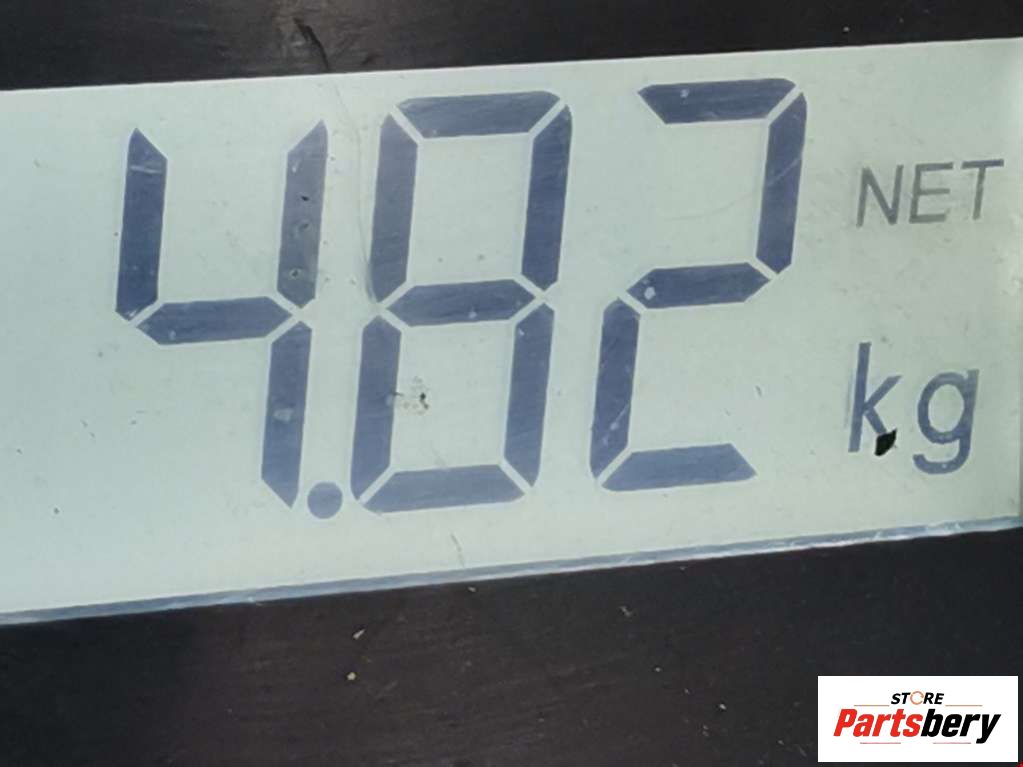 4.82 NET
kg
STORE
Partsbery